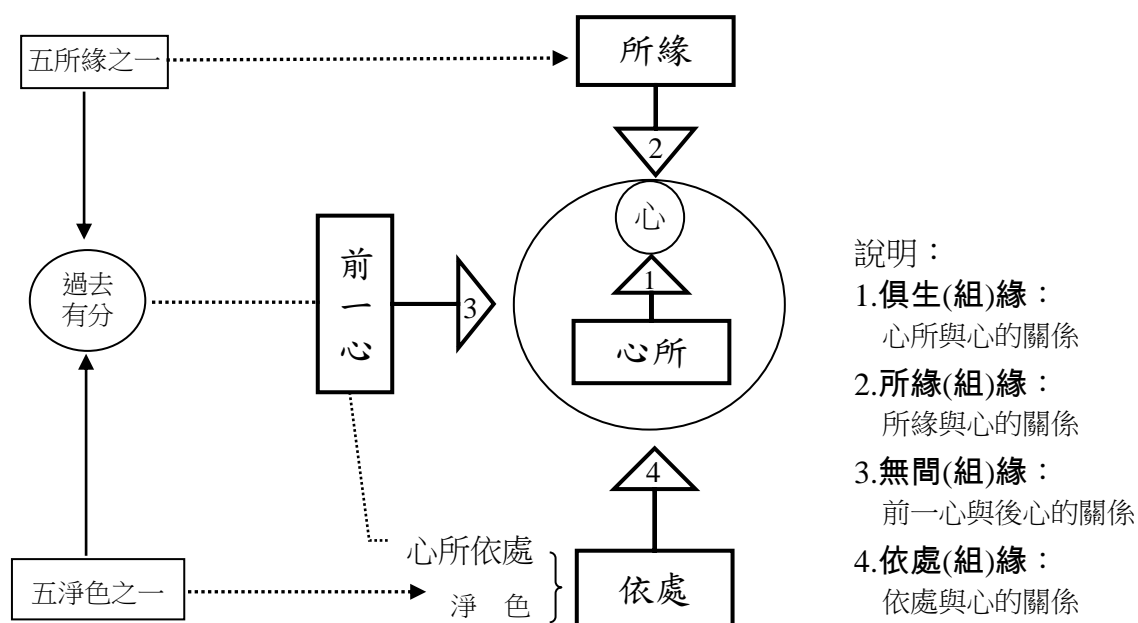 五所緣之一
所緣
2
心
過去
有分
前一心
3
1
心所
4
心所依處
淨 色
五淨色之一
依處
說明：
1.俱生(組)緣：
心所與心的關係
2.所緣(組)緣：
所緣與心的關係
3.無間(組)緣：
前一心與後心的關係
4.依處(組)緣：
依處與心的關係